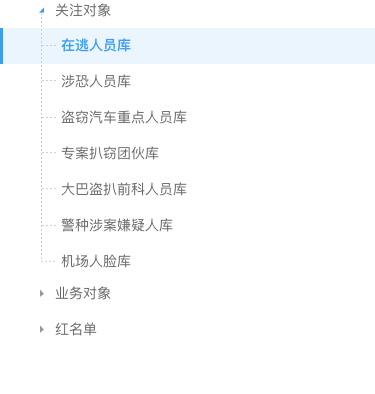 关注对象
在逃人员库
涉恐人员库
盗窃汽车重点人员库
专案扒窃团伙库
大巴盗扒前科人员库
警种涉案嫌疑人库
机场人脸库
业务对象
红名单